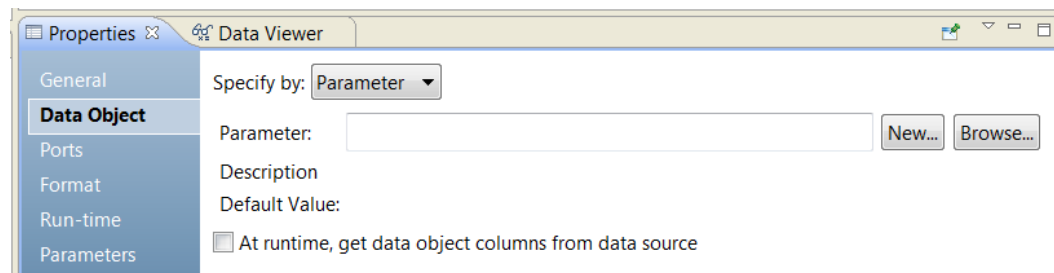 Properties Data Viewer
General
Data Object
Ports
Format
Run-time
Parameters
Specify by: Parameter
Parameter: New... Browse...
Description
Default Value:
At runtime, get data object columns from data source